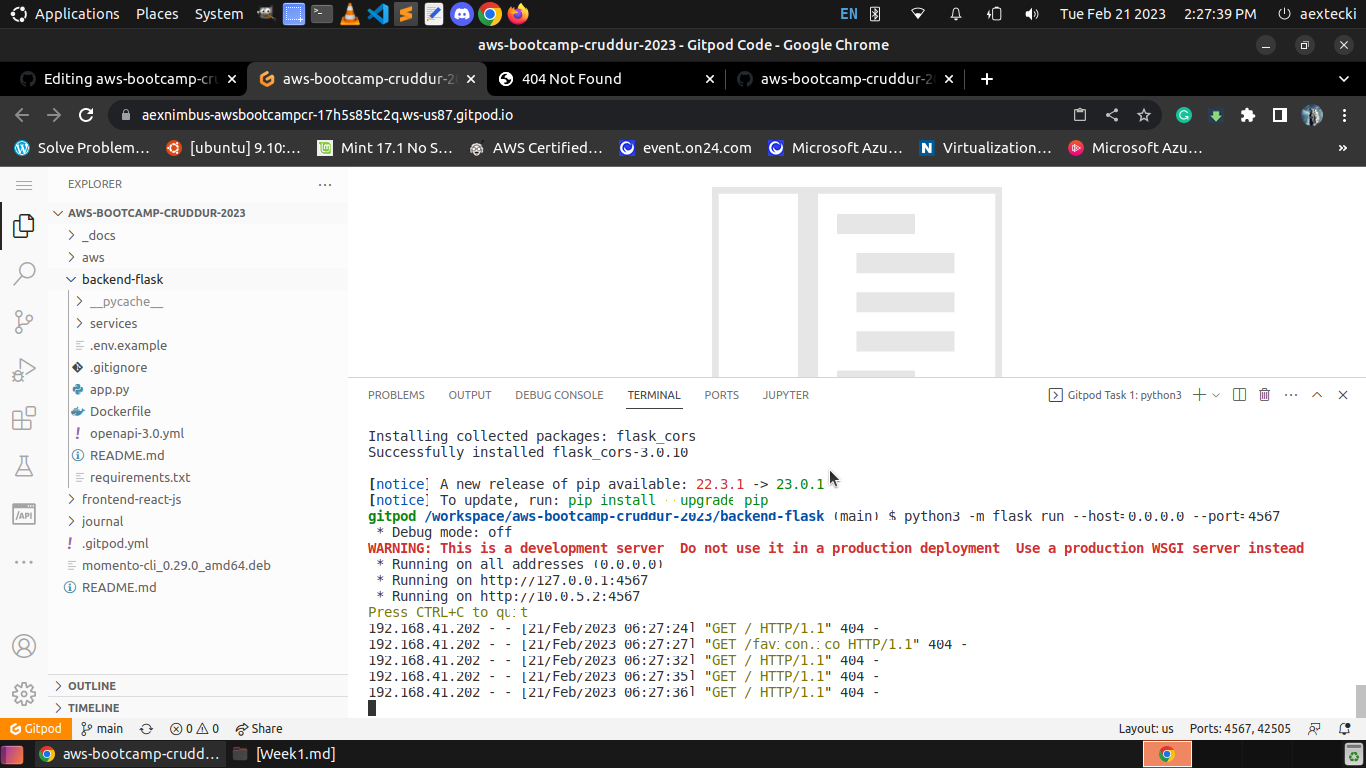 Applications Places System EN Tue Feb 21 2023 2:27:39 PM aextecki
aws-bootcamp-cruddur-2023 - Gitpod Code - Google Chrome
Editing aws-bootcamp-cr aws-bootcamp-cruddur-2 404 Not Found aws-bootcamp-cruddur-2
aexnimbus-awsbootcampcr-17h5s85tc2q.ws-us87.gitpod.io
Solve Problem… [ubuntu] 9.10:… Mint 17.1 No S… AWS Certified… event.on24.com Microsoft Azu… Virtualization… Microsoft Azu… »
EXPLORER
AWS-BOOTCAMP-CRUDDUR-2023
_docs
aws
backend-flask
__pycache__
services
.env.example
.gitignore
app.py
Dockerfile
openapi-3.0.yml
README.md
requirements.txt
frontend-react-js
journal
.gitpod.yml
momento-cli_0.29.0_amd64.deb
README.md
OUTLINE
TIMELINE
PROBLEMS OUTPUT DEBUG CONSOLE TERMINAL PORTS JUPYTER Gitpod Task 1: python3
Installing collected packages: flask_cors
Successfully installed flask_cors-3.0.10
[notice] A new release of pip available: 22.3.1 -> 23.0.1
[notice] To update, run: pip install --upgrade pip
gitpod /workspace/aws-bootcamp-cruddur-2023/backend-flask (main) $ python3 -m flask run --host=0.0.0.0 --port=4567
* Debug mode: off
WARNING: This is a development server. Do not use it in a production deployment. Use a production WSGI server instead.
* Running on all addresses (0.0.0.0)
* Running on http://127.0.0.1:4567
* Running on http://10.0.5.2:4567
Press CTRL+C to quit
192.168.41.202 - - [21/Feb/2023 06:27:24] "GET / HTTP/1.1" 404 -
192.168.41.202 - - [21/Feb/2023 06:27:27] "GET /favicon.ico HTTP/1.1" 404 -
192.168.41.202 - - [21/Feb/2023 06:27:32] "GET / HTTP/1.1" 404 -
192.168.41.202 - - [21/Feb/2023 06:27:35] "GET / HTTP/1.1" 404 -
192.168.41.202 - - [21/Feb/2023 06:27:36] "GET / HTTP/1.1" 404 -
Gitpod main 0 0 Share Layout: us Ports: 4567, 42505
aws-bootcamp-crudd… [Week1.md]